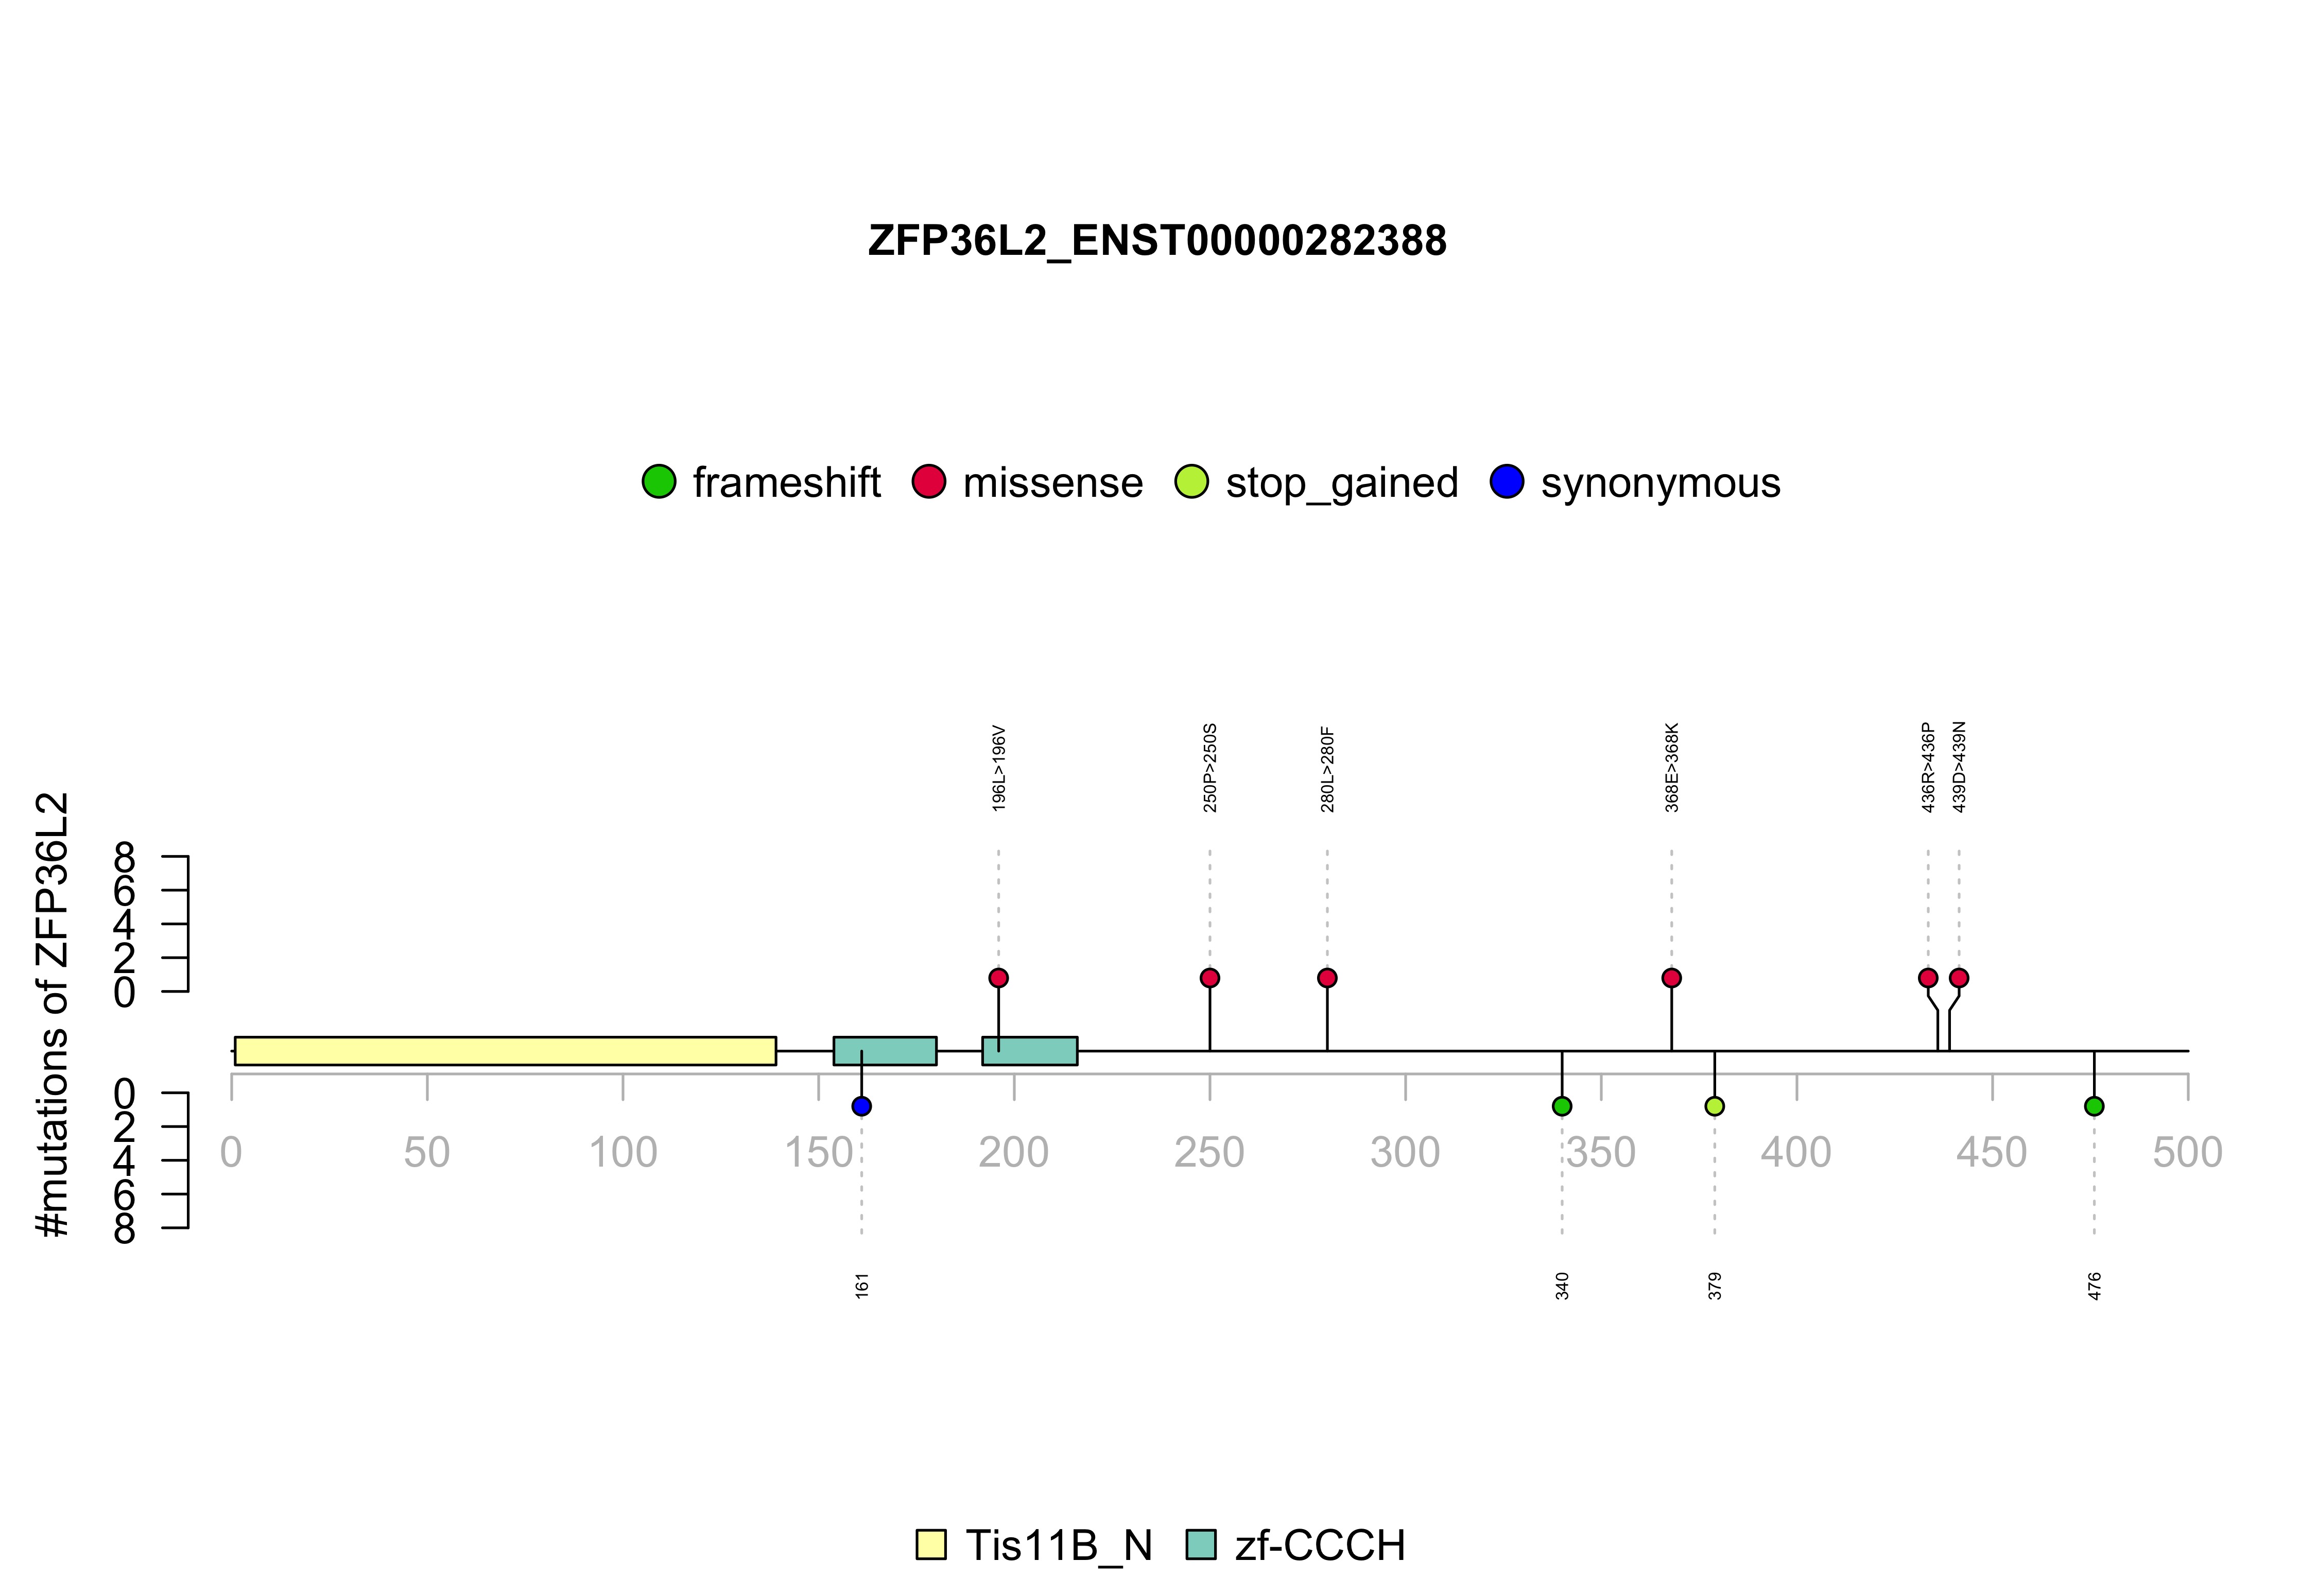 ZFP36L2_ENST00000282388
frameshift missense stop_gained synonymous
196L>196V 250P>250S 280L>280F 368E>368K 436R>436P 439D>439N
#mutations of ZFP36L2
8
6
4
2
0
0
2
4
6
8
0 50 100 150 200 250 300 350 400 450 500
161 340 379 476
Tis11B_N zf-CCCH